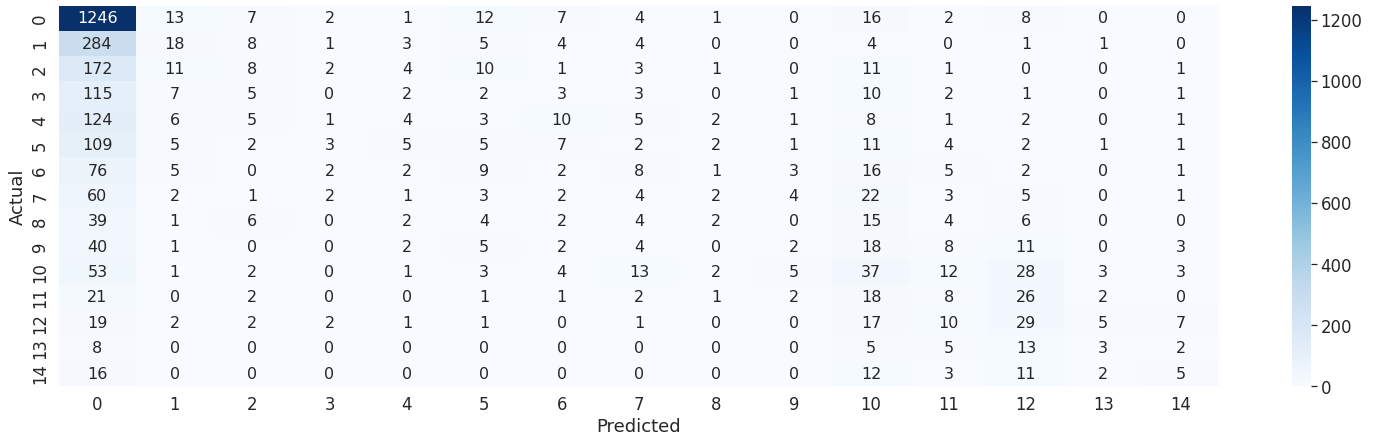 0 1246 13 7 2 1 12 7 4 1 0 16 2 8 0 0
1 284 18 8 1 3 5 4 4 0 0 4 0 1 1 0
2 172 11 8 2 4 10 1 3 1 0 11 1 0 0 1
3 115 7 5 0 2 2 3 3 0 1 10 2 1 0 1
4 124 6 5 1 4 3 10 5 2 1 8 1 2 0 1
5 109 5 2 3 5 5 7 2 2 1 11 4 2 1 1
6 76 5 0 2 2 9 2 8 1 3 16 5 2 0 1
7 60 2 1 2 1 3 2 4 2 4 22 3 5 0 1
8 39 1 6 0 2 4 2 4 2 0 15 4 6 0 0
9 40 1 0 0 2 5 2 4 0 2 18 8 11 0 3
10 53 1 2 0 1 3 4 13 2 5 37 12 28 3 3
11 21 0 2 0 0 1 1 2 1 2 18 8 26 2 0
12 19 2 2 2 1 1 0 1 0 0 17 10 29 5 7
13 8 0 0 0 0 0 0 0 0 0 5 5 13 3 2
14 16 0 0 0 0 0 0 0 0 0 12 3 11 2 5
0 1 2 3 4 5 6 7 8 9 10 11 12 13 14
Predicted
Actual
1200
1000
800
600
400
200
0